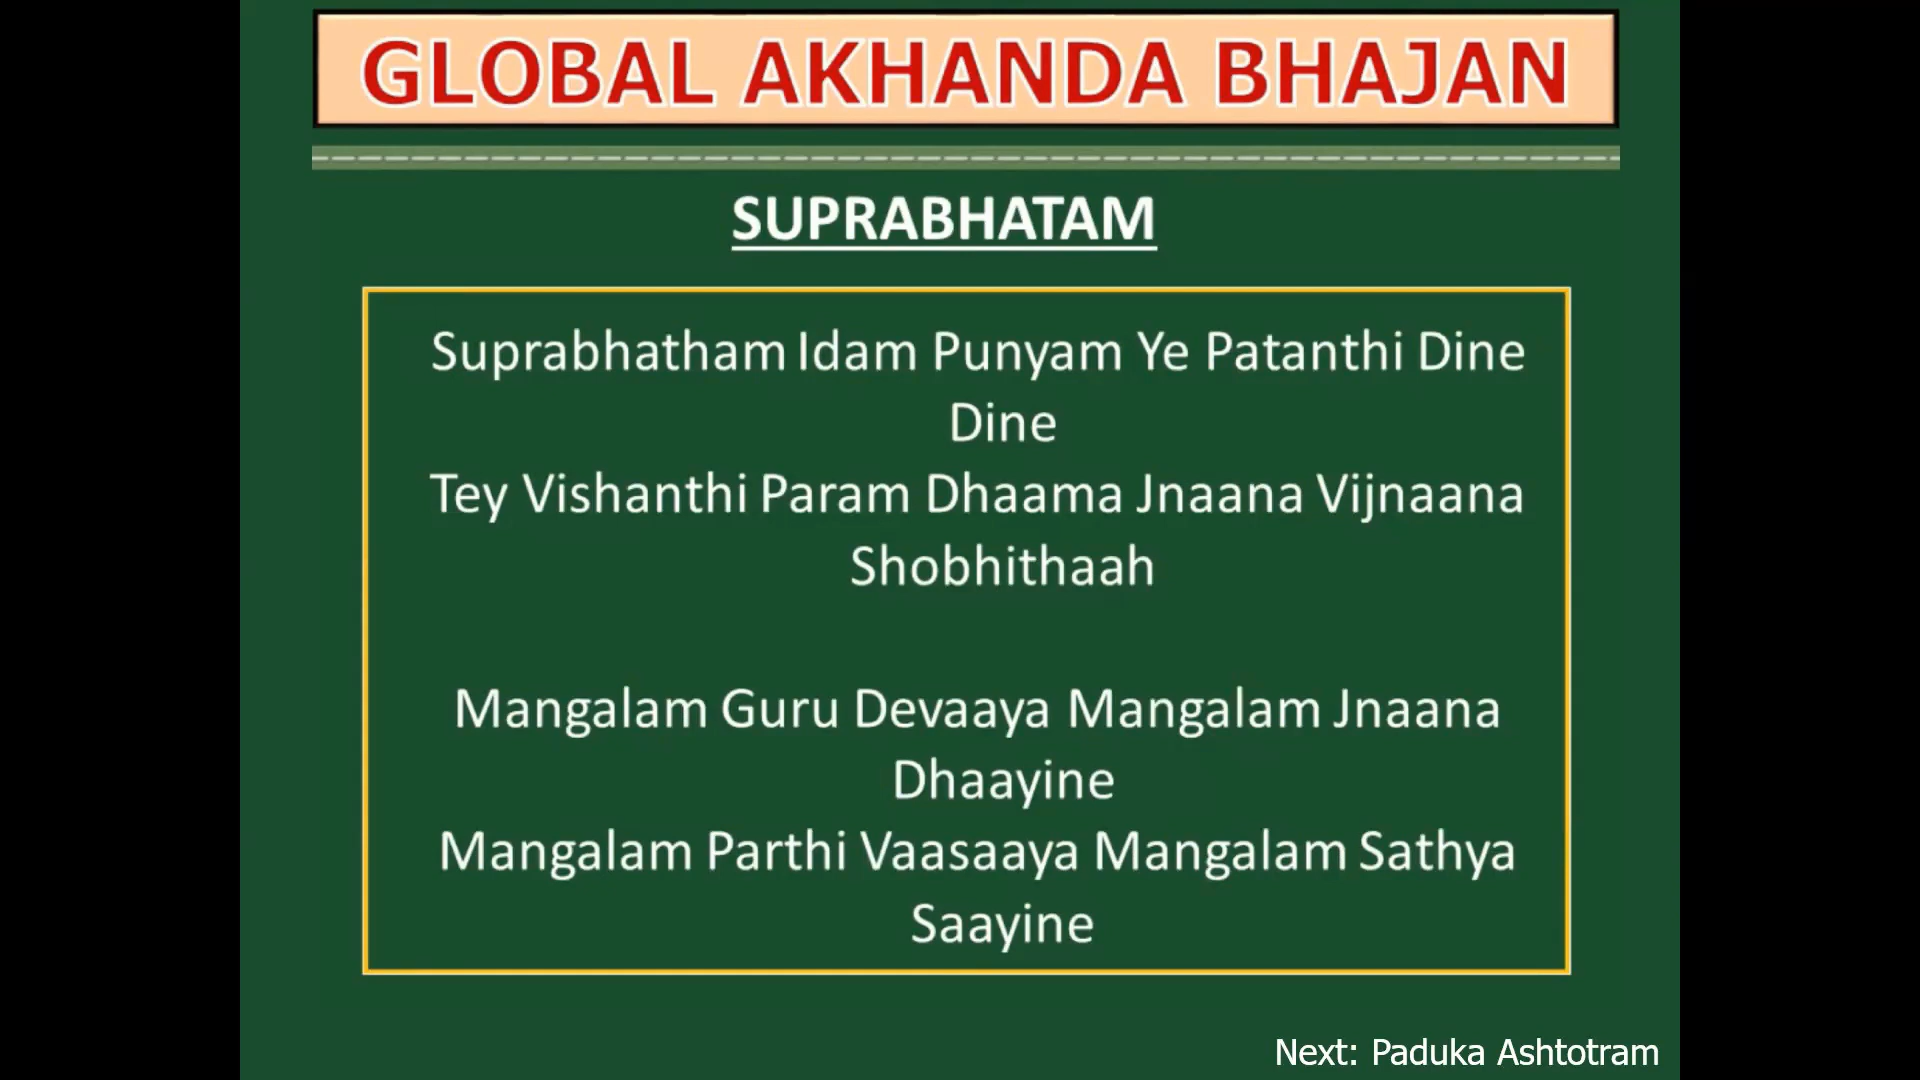 GLOBAL AKHANDA BHAJAN
SUPRABHATAM
Suprabhatham Idam Punyam Ye Patanthi Dine
Dine
Tey Vishanthi Param Dhaama Jnaana Vijnaana
Shobhithaah
Mangalam Guru Devaaya Mangalam Jnaana
Dhaayine
Mangalam Parthi Vaasaaya Mangalam Sathya
Saayine
Next: Paduka Ashtotram